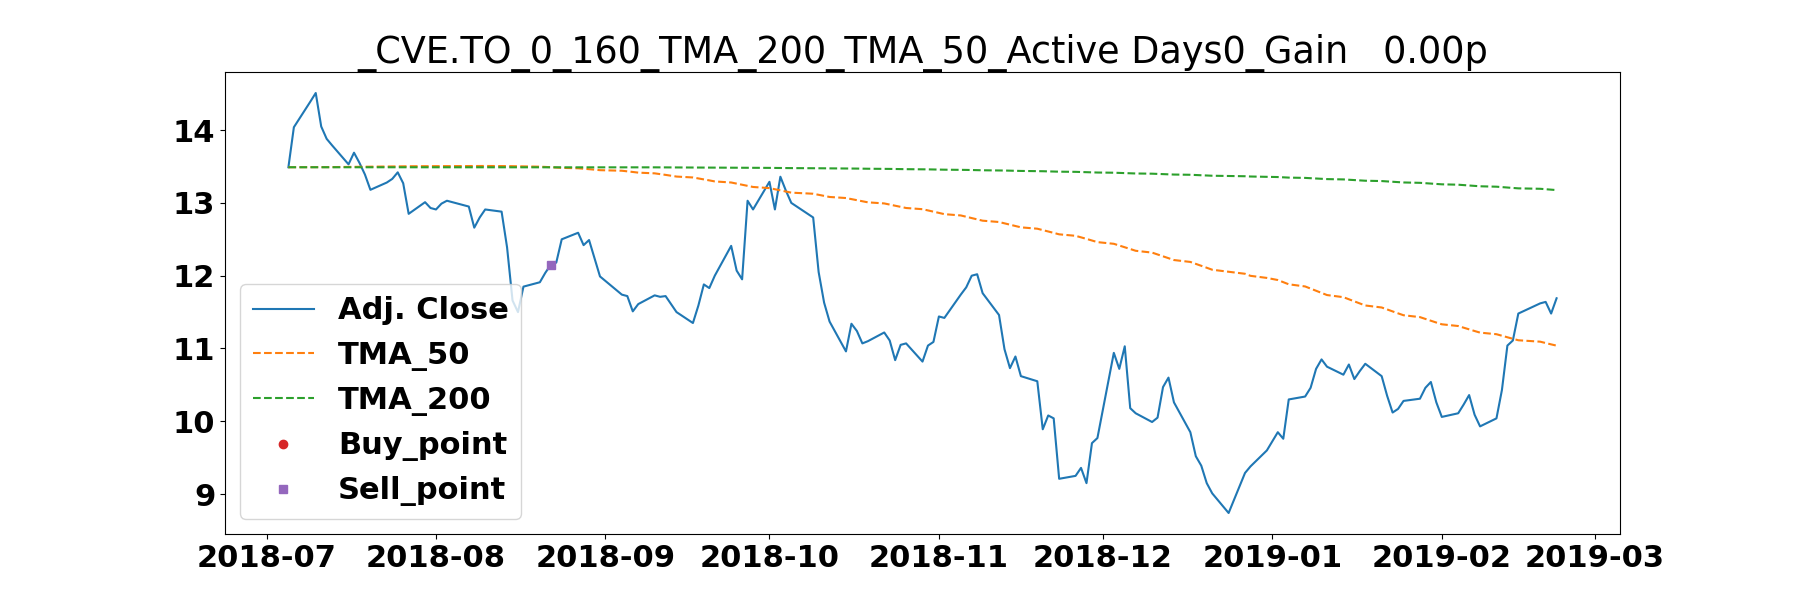 _CVE.TO_0_160_TMA_200_TMA_50_Active Days0_Gain   0.00p
14
13
12
11
10
9
Adj. Close
TMA_50
TMA_200
Buy_point
Sell_point
2018-07 2018-08 2018-09 2018-10 2018-11 2018-12 2019-01 2019-02 2019-03